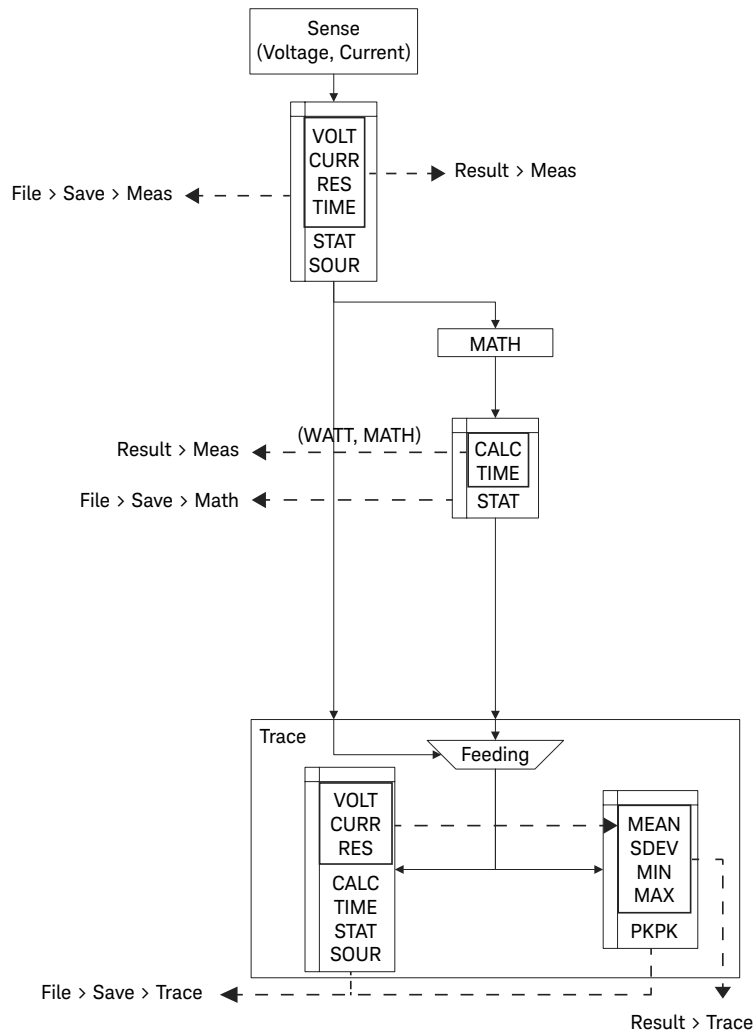 Sense
(Voltage, Current)
VOLT
CURR
RES
TIME
STAT
SOUR
Result > Meas
File > Save > Meas
MATH
(WATT, MATH)
Result > Meas
CALC
TIME
STAT
File > Save > Math
Trace
Feeding
VOLT
CURR
RES
CALC
TIME
STAT
SOUR
MEAN
SDEV
MIN
MAX
PKPK
File > Save > Trace
Result > Trace